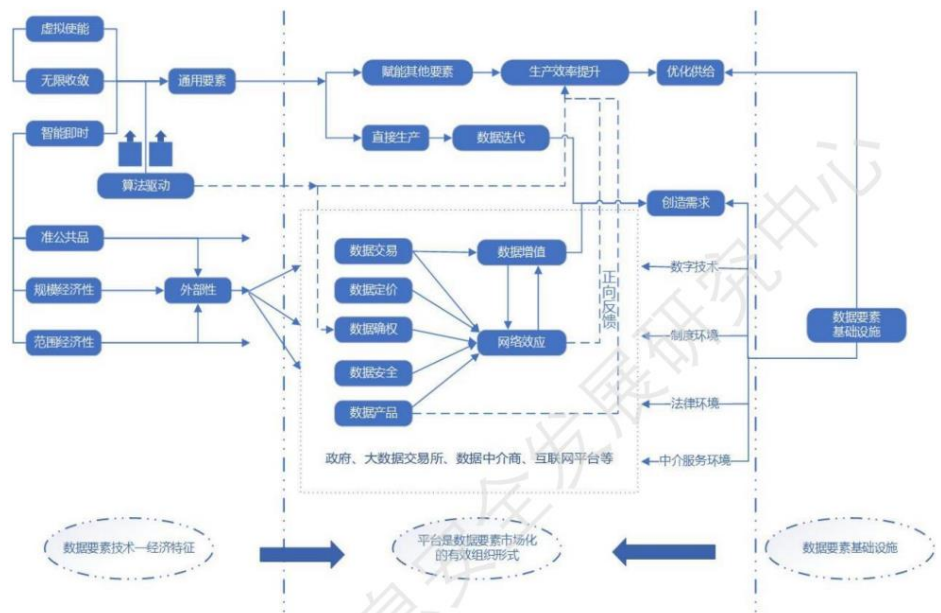 虚拟使能
无限收敛
智能即时
通用要素
算法驱动
准公共品
规模经济性
范围经济性
外部性
赋能其他要素
生产效率提升
优化供给
直接生产
数据迭代
创造需求
数据交易
数据定价
数据确权
数据安全
数据产品
数据增值
网络效应
正向反馈
政府、大数据交易所、数据中介商、互联网平台等
数字技术
制度环境
法律环境
中介服务环境
数据要素
基础设施
数据要素技术—经济特征
平台是数据要素市场化
的有效组织形式
数据要素基础设施
息安全发展研究中心